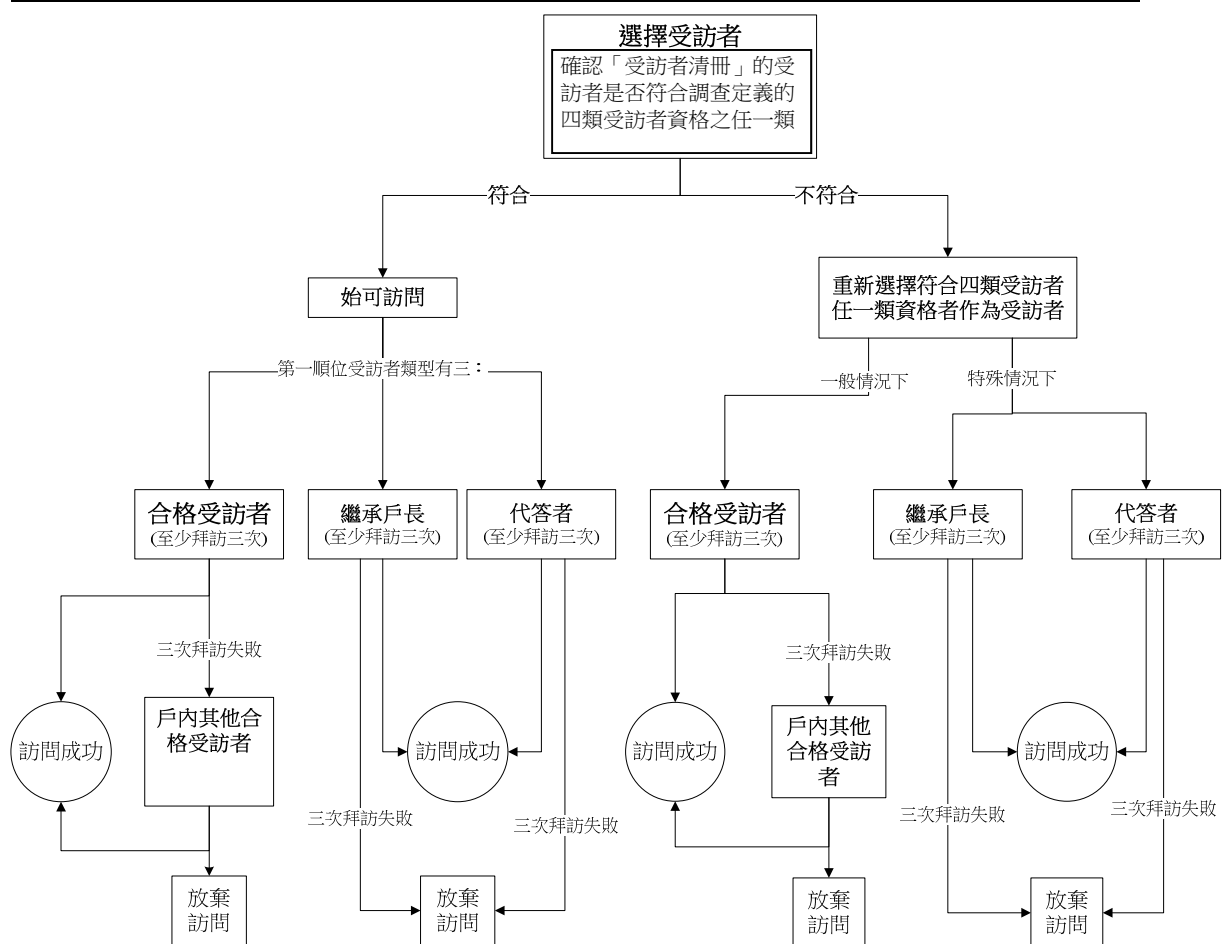 選擇受訪者
確認「受訪者清冊」的受
訪者是否符合調查定義的
四類受訪者資格之任一類
符合
不符合
始可訪問
重新選擇符合四類受訪者
任一類資格者作為受訪者
第一順位受訪者類型有三：
一般情況下
特殊情況下
合格受訪者
(至少拜訪三次)
繼承戶長
(至少拜訪三次)
代答者
(至少拜訪三次)
合格受訪者
(至少拜訪三次)
繼承戶長
(至少拜訪三次)
代答者
(至少拜訪三次)
三次拜訪失敗
三次拜訪失敗
訪問成功
戶內其他合
格受訪者
訪問成功
訪問成功
戶內其他
合格受訪
者
訪問成功
三次拜訪失敗
三次拜訪失敗
三次拜訪失敗
三次拜訪失敗
放棄
訪問
放棄
訪問
放棄
訪問
放棄
訪問